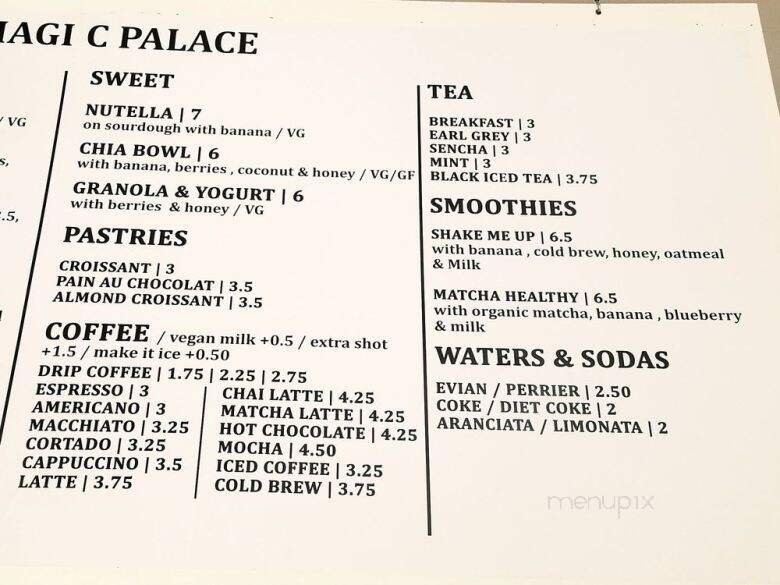 AGI C PALACE
/ VG
s,
.5,
SWEET
NUTELLA | 7
on sourdough with banana / VG
CHIA BOWL | 6
with banana, berries , coconut & honey / VG/GF
GRANOLA & YOGURT | 6
with berries & honey / VG
PASTRIES
CROISSANT | 3
PAIN AU CHOCOLAT | 3.5
ALMOND CROISSANT | 3.5
COFFEE / vegan milk +0.5 / extra shot
+1.5 / make it ice +0.50
DRIP COFFEE | 1.75 | 2.25 | 2.75
ESPRESSO | 3
AMERICANO | 3
MACCHIATO | 3.25
CORTADO | 3.25
CAPPUCCINO | 3.5
LATTE | 3.75
CHAI LATTE | 4.25
MATCHA LATTE | 4.25
HOT CHOCOLATE | 4.25
MOCHA | 4.50
ICED COFFEE | 3.25
COLD BREW | 3.75
TEA
BREAKFAST | 3
EARL GREY | 3
SENCHA | 3
MINT | 3
BLACK ICED TEA | 3.75
SMOOTHIES
SHAKE ME UP | 6.5
with banana , cold brew, honey, oatmeal
& Milk
MATCHA HEALTHY | 6.5
with organic matcha, banana , blueberry
& milk
WATERS & SODAS
EVIAN / PERRIER | 2.50
COKE / DIET COKE | 2
ARANCIATA / LIMONATA | 2
menupix